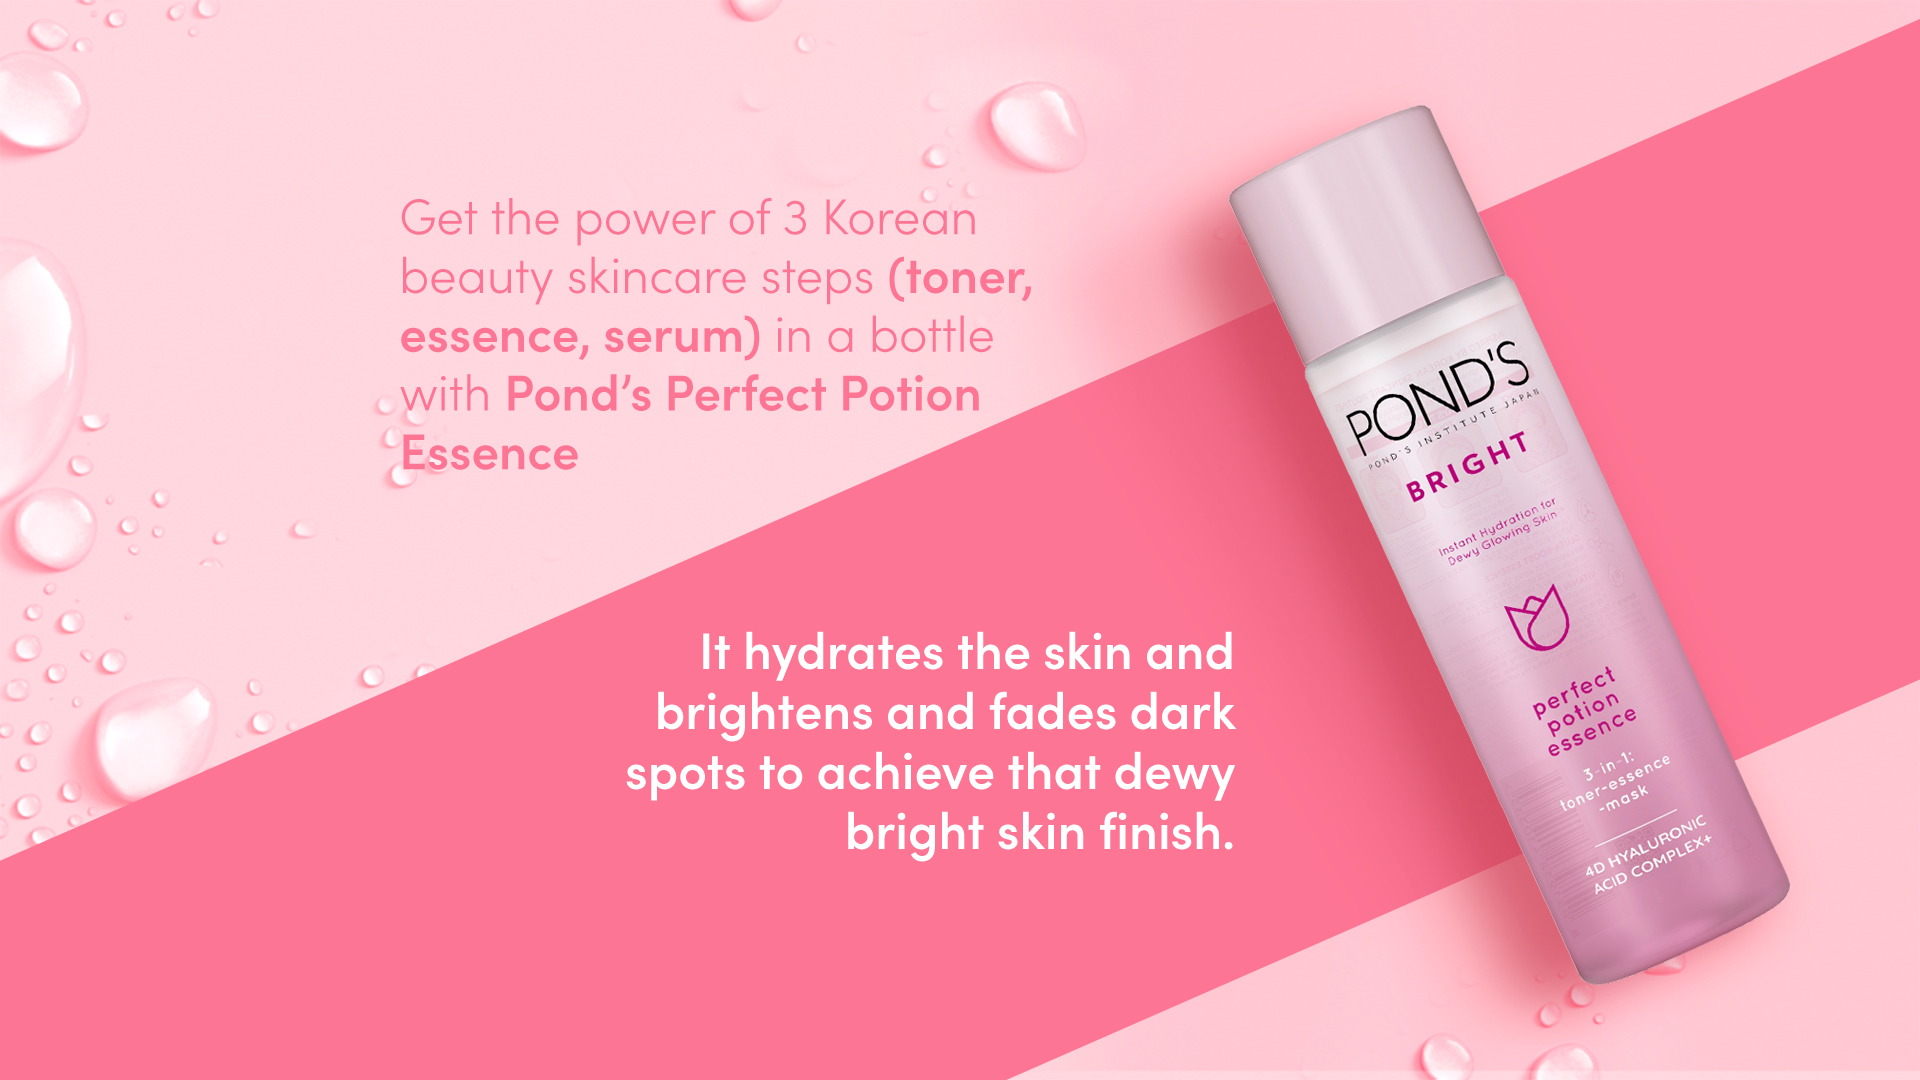 Get the power of 3 Korean
beauty skincare steps (toner,
essence, serum) in a bottle
with Pond’s Perfect Potion
Essence
It hydrates the skin and
brightens and fades dark
spots to achieve that dewy
bright skin finish.
POND'S
POND'S INSTITUTE JAPAN
BRIGHT
Instant Hydration for
Dewy Glowing Skin
perfect
potion
essence
3-in-1:
toner-essence
-mask
4D HYALURONIC
ACID COMPLEX+